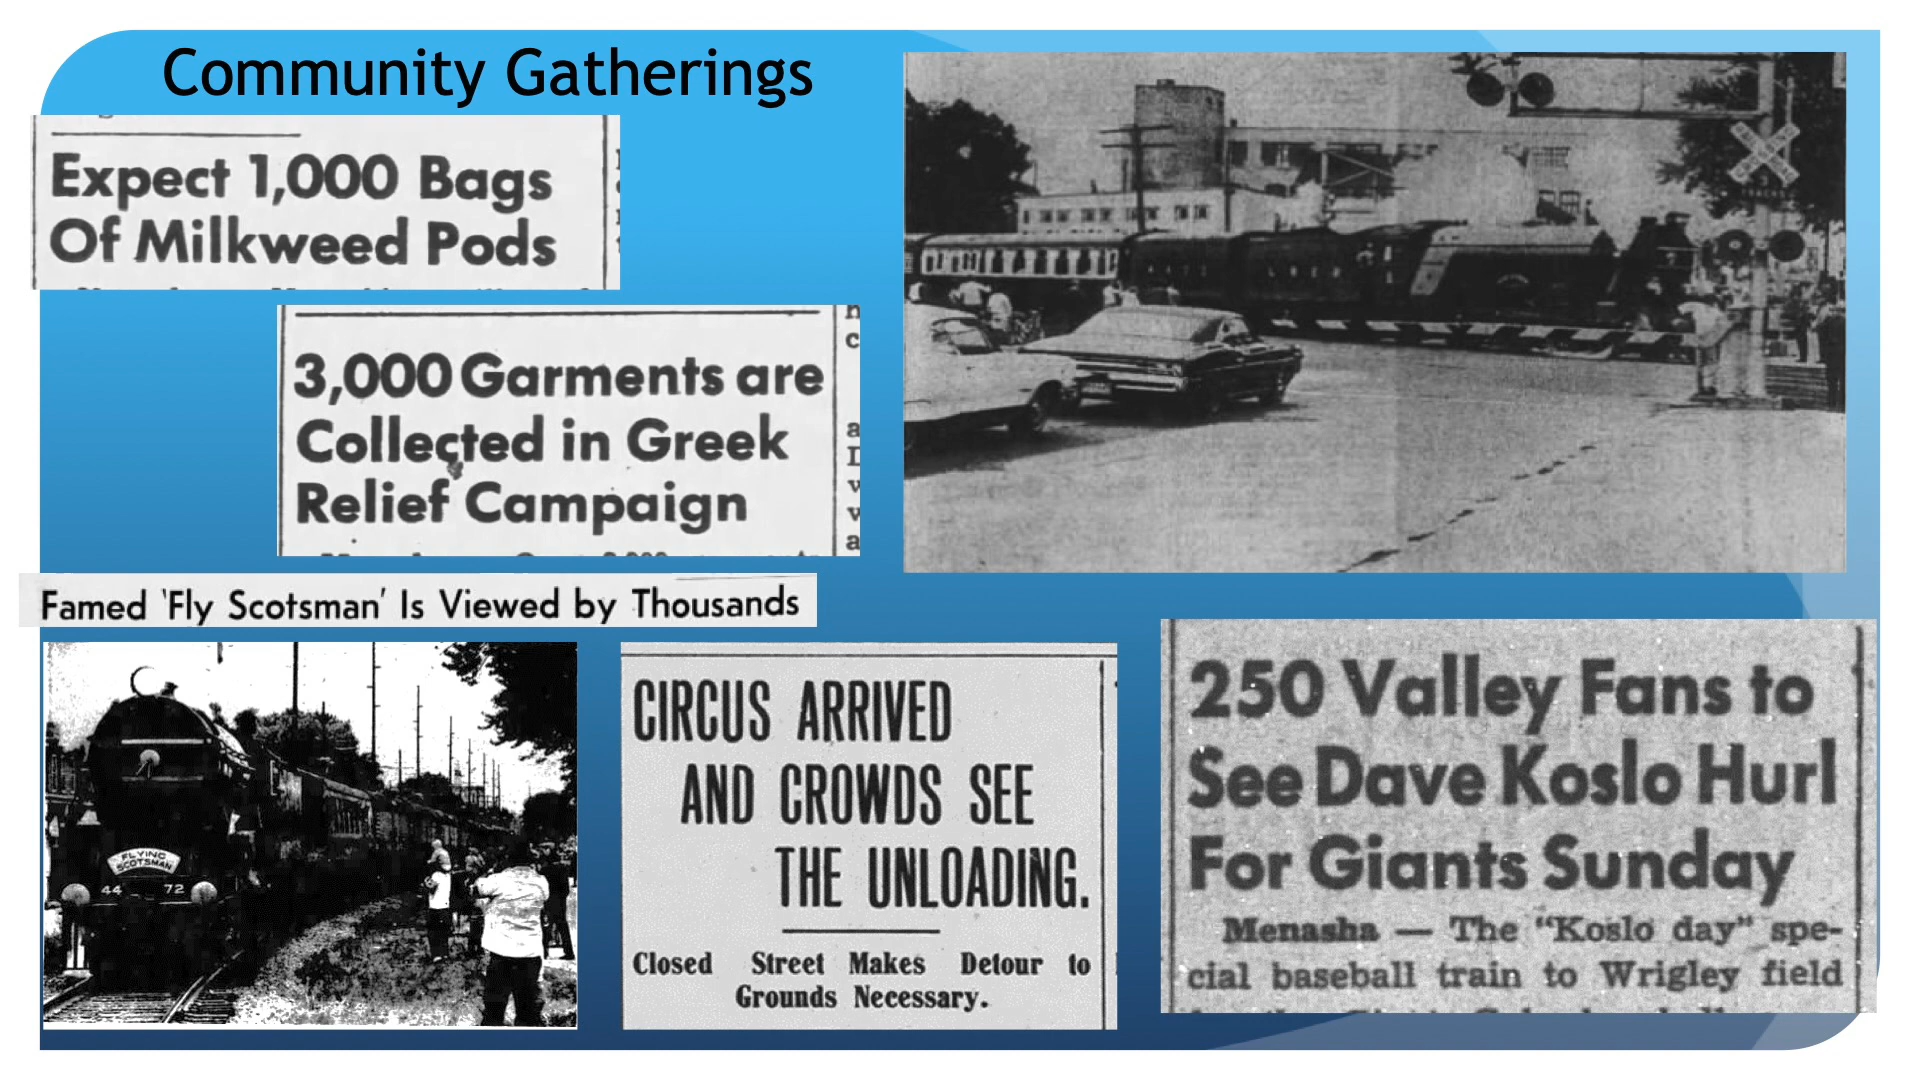 Community Gatherings
Expect 1,000 Bags
Of Milkweed Pods
3,000 Garments are
Collected in Greek
Relief Campaign
Famed 'Fly Scotsman' Is Viewed by Thousands
FLYING
SCOTSMAN
44 72
CIRCUS ARRIVED
AND CROWDS SEE
THE UNLOADING.
Closed Street Makes Detour to
Grounds Necessary.
250 Valley Fans to
See Dave Koslo Hurl
For Giants Sunday
Menasha — The "Koslo day" spe-
cial baseball train to Wrigley field